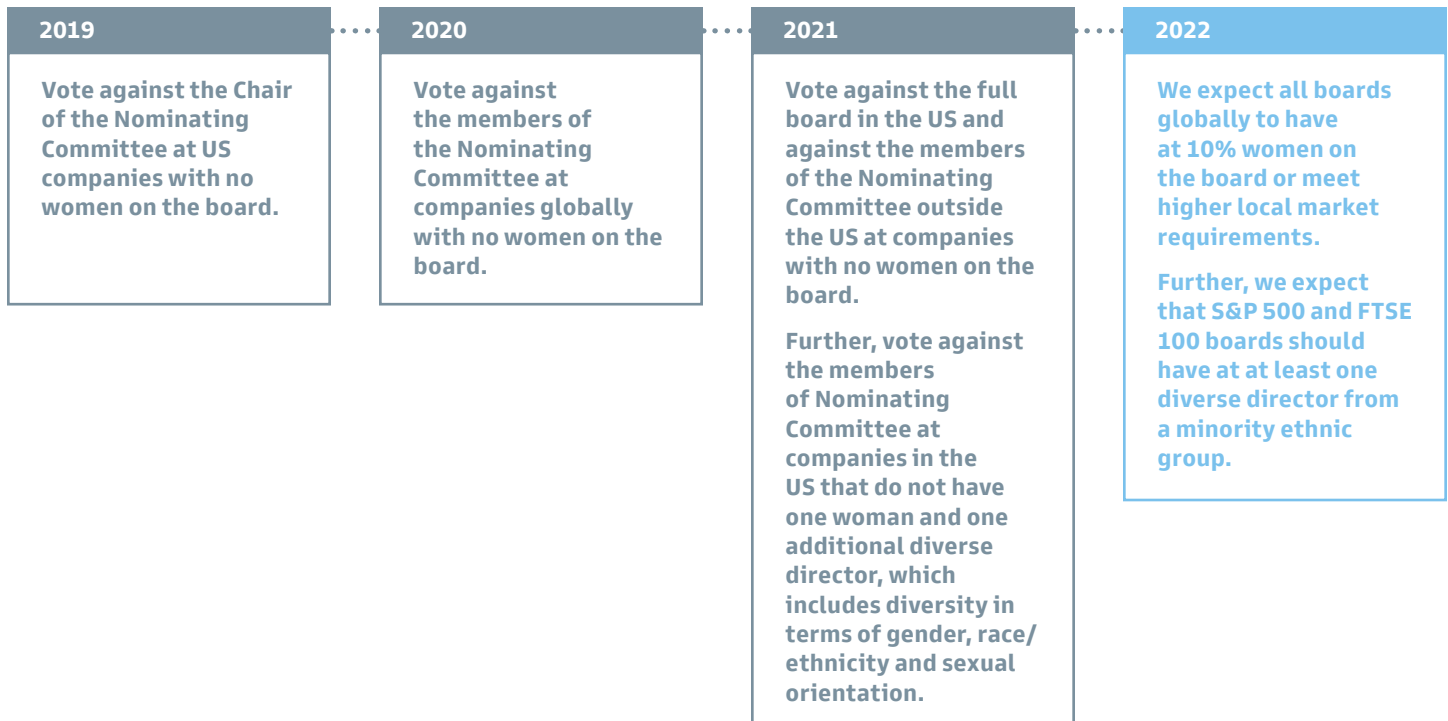 2019
Vote against the Chair
of the Nominating
Committee at US
companies with no
women on the board.
2020
Vote against
the members of
the Nominating
Committee at
companies globally
with no women on the
board.
2021
Vote against the full
board in the US and
against the members
of the Nominating
Committee outside
the US at companies
with no women on the
board.
Further, vote against
the members
of Nominating
Committee at
companies in the
US that do not have
one woman and one
additional diverse
director, which
includes diversity in
terms of gender, race/
ethnicity and sexual
orientation.
2022
We expect all boards
globally to have
at 10% women on
the board or meet
higher local market
requirements.
Further, we expect
that S&P 500 and FTSE
100 boards should
have at at least one
diverse director from
a minority ethnic
group.